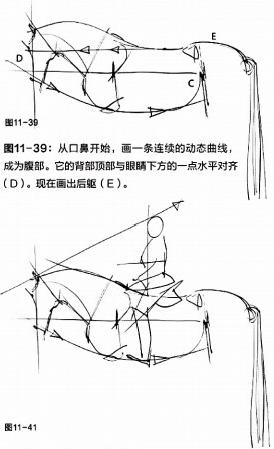 E
D
C
图11-39
图11-39：从口鼻开始，画一条连续的动态曲线，
成为腹部。它的背部顶部与眼睛下方的一点水平对齐
（D）。现在画出后躯（E）。
图11-41